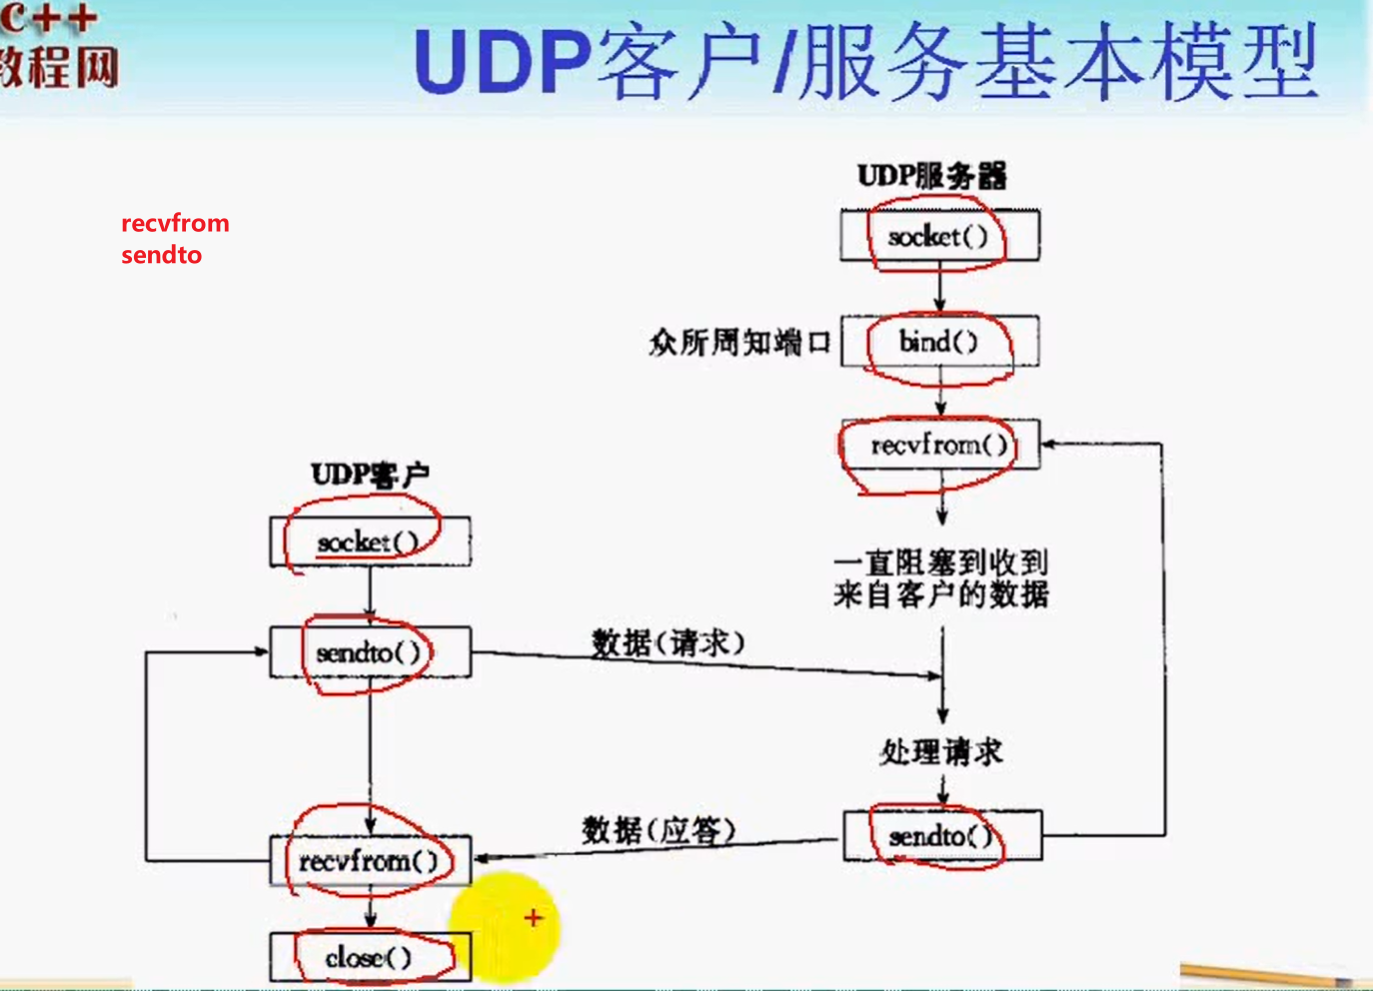 c++
教程网
UDP客户/服务基本模型
recvfrom
sendto
UDP服务器
socket()
众所周知端口
bind()
recvfrom()
一直阻塞到收到
来自客户的数据
UDP客户
socket()
sendto()
数据(请求)
处理请求
数据(应答)
sendto()
recvfrom()
close()